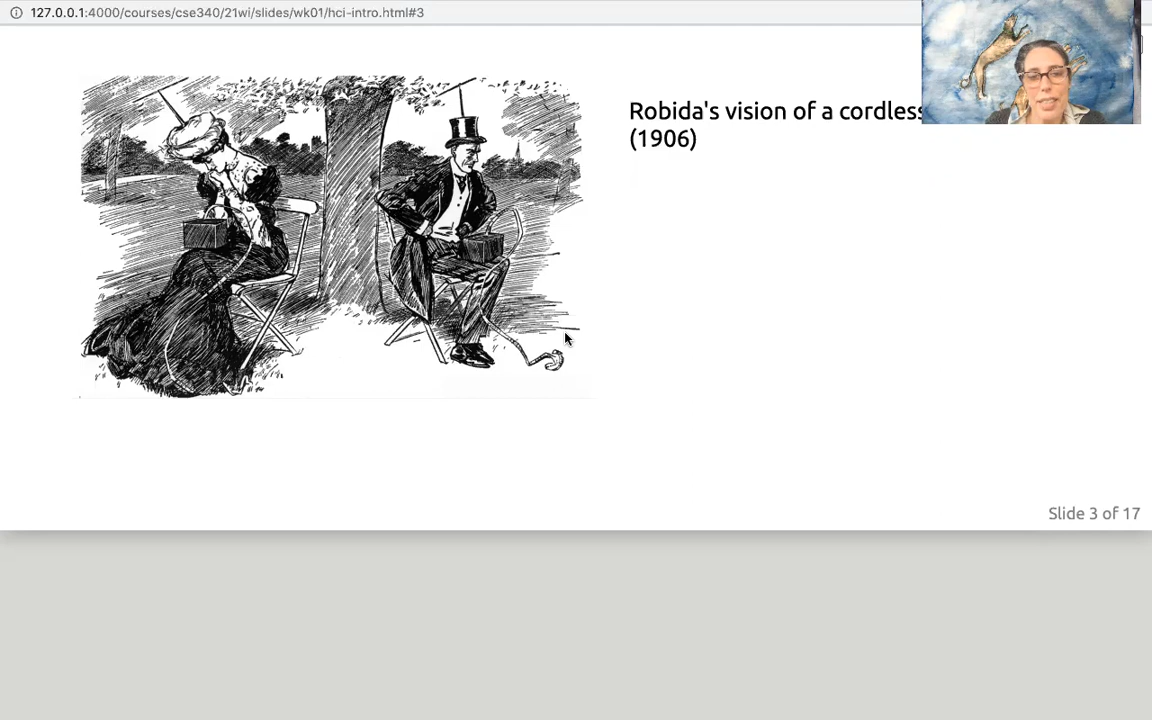 127.0.0.1:4000/courses/cse340/21wi/slides/wk01/hci-intro.html#3
Robida's vision of a cordless
(1906)
Slide 3 of 17